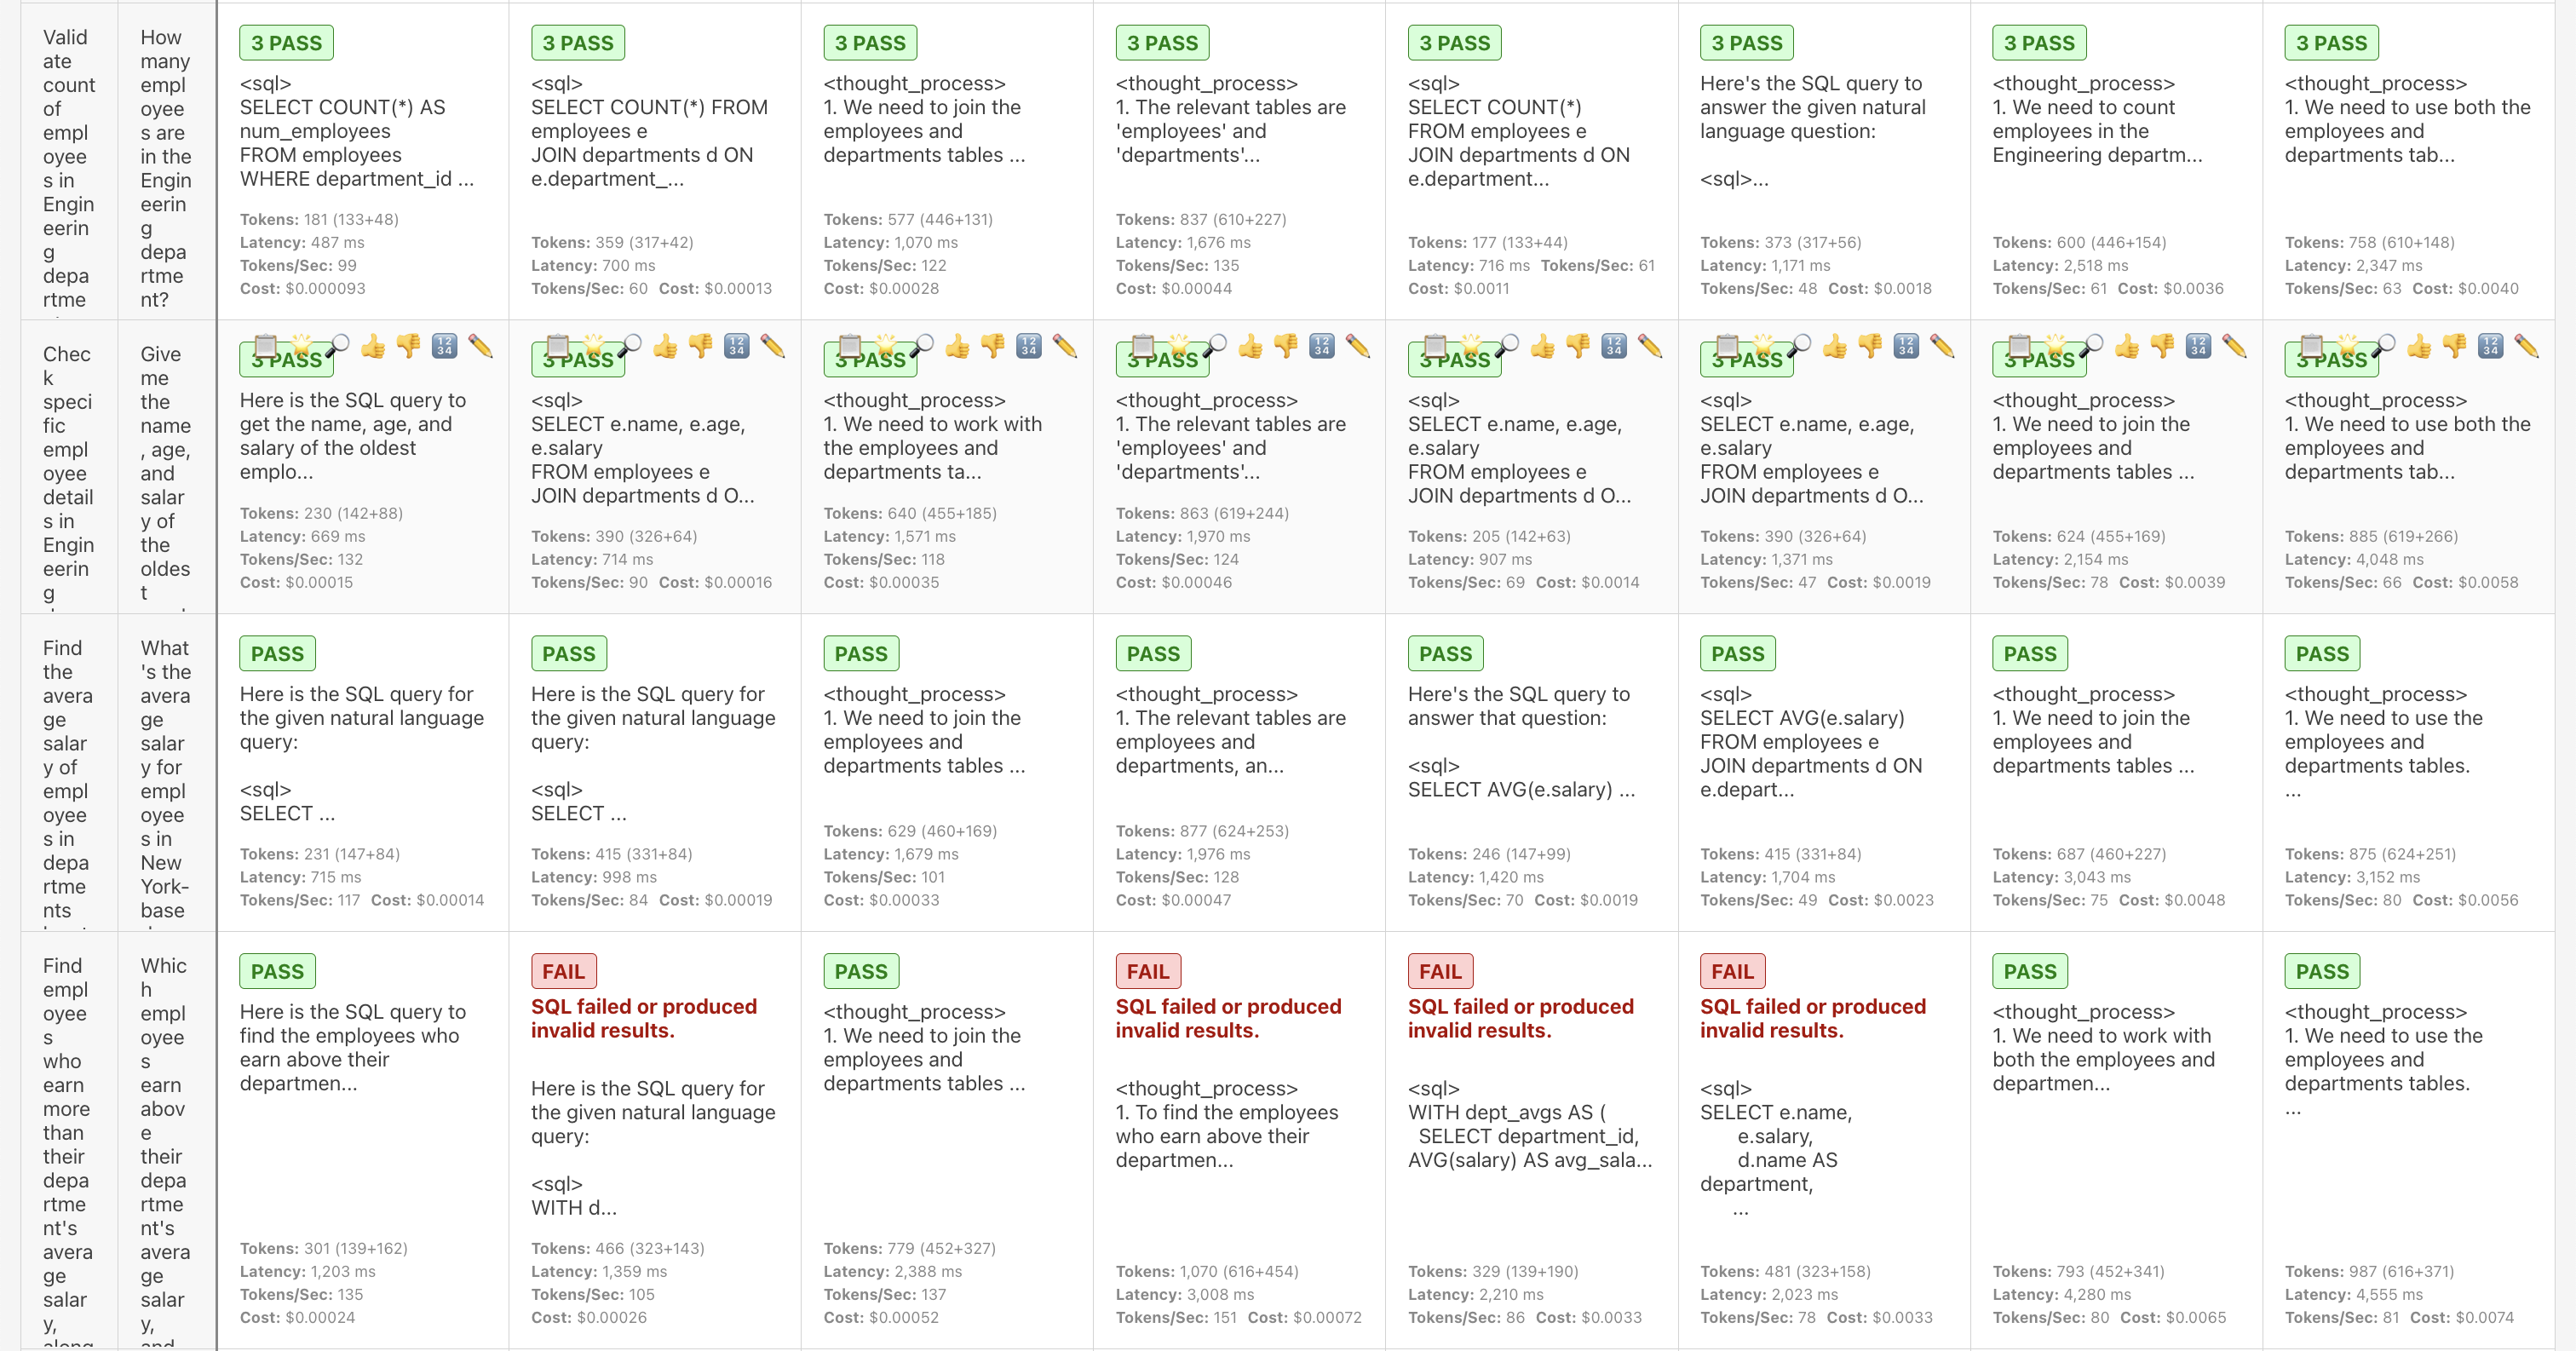 Valid
ate
count
of
empl
oyee
s in
Engin
eerin
g
depa
rtme
How
many
empl
oyee
s are
in the
Engin
eerin
g
depa
rtme
nt?
3 PASS
<sql>
SELECT COUNT(*) AS
num_employees
FROM employees
WHERE department_id ...
Tokens: 181 (133+48)
Latency: 487 ms
Tokens/Sec: 99
Cost: $0.000093
3 PASS
<sql>
SELECT COUNT(*) FROM
employees e
JOIN departments d ON
e.department_...
Tokens: 359 (317+42)
Latency: 700 ms
Tokens/Sec: 60 Cost: $0.00013
3 PASS
<thought_process>
1. We need to join the
employees and
departments tables ...
Tokens: 577 (446+131)
Latency: 1,070 ms
Tokens/Sec: 122
Cost: $0.00028
3 PASS
<thought_process>
1. The relevant tables are
'employees' and
'departments'...
Tokens: 837 (610+227)
Latency: 1,676 ms
Tokens/Sec: 135
Cost: $0.00044
3 PASS
<sql>
SELECT COUNT(*)
FROM employees e
JOIN departments d ON
e.department...
Tokens: 177 (133+44)
Latency: 716 ms Tokens/Sec: 61
Cost: $0.0011
3 PASS
Here's the SQL query to
answer the given natural
language question:
<sql>...
Tokens: 373 (317+56)
Latency: 1,171 ms
Tokens/Sec: 48 Cost: $0.0018
3 PASS
<thought_process>
1. We need to count
employees in the
Engineering departm...
Tokens: 600 (446+154)
Latency: 2,518 ms
Tokens/Sec: 61 Cost: $0.0036
3 PASS
<thought_process>
1. We need to use both the
employees and
departments tab...
Tokens: 758 (610+148)
Latency: 2,347 ms
Tokens/Sec: 63 Cost: $0.0040
Chec
k
speci
fic
empl
oyee
detail
s in
Engin
eerin
g
Give
me
the
name
, age,
and
salar
y of
the
oldes
t
3 PASS
Here is the SQL query to
get the name, age, and
salary of the oldest
emplo...
Tokens: 230 (142+88)
Latency: 669 ms
Tokens/Sec: 132
Cost: $0.00015
3 PASS
<sql>
SELECT e.name, e.age,
e.salary
FROM employees e
JOIN departments d O...
Tokens: 390 (326+64)
Latency: 714 ms
Tokens/Sec: 90 Cost: $0.00016
3 PASS
<thought_process>
1. We need to work with
the employees and
departments ta...
Tokens: 640 (455+185)
Latency: 1,571 ms
Tokens/Sec: 118
Cost: $0.00035
3 PASS
<thought_process>
1. The relevant tables are
'employees' and
'departments'...
Tokens: 863 (619+244)
Latency: 1,970 ms
Tokens/Sec: 124
Cost: $0.00046
3 PASS
<sql>
SELECT e.name, e.age,
e.salary
FROM employees e
JOIN departments d O...
Tokens: 205 (142+63)
Latency: 907 ms
Tokens/Sec: 69 Cost: $0.0014
3 PASS
<sql>
SELECT e.name, e.age,
e.salary
FROM employees e
JOIN departments d O...
Tokens: 390 (326+64)
Latency: 1,371 ms
Tokens/Sec: 47 Cost: $0.0019
3 PASS
<thought_process>
1. We need to join the
employees and
departments tables ...
Tokens: 624 (455+169)
Latency: 2,154 ms
Tokens/Sec: 78 Cost: $0.0039
3 PASS
<thought_process>
1. We need to use both the
employees and
departments tab...
Tokens: 885 (619+266)
Latency: 4,048 ms
Tokens/Sec: 66 Cost: $0.0058
Find
the
avera
ge
salar
y of
empl
oyee
s in
depa
rtme
nts
What
's the
avera
ge
salar
y for
empl
oyee
s in
New
York-
base
PASS
Here is the SQL query for
the given natural language
query:
<sql>
SELECT ...
Tokens: 231 (147+84)
Latency: 715 ms
Tokens/Sec: 117 Cost: $0.00014
PASS
Here is the SQL query for
the given natural language
query:
<sql>
SELECT ...
Tokens: 415 (331+84)
Latency: 998 ms
Tokens/Sec: 84 Cost: $0.00019
PASS
<thought_process>
1. We need to join the
employees and
departments tables ...
Tokens: 629 (460+169)
Latency: 1,679 ms
Tokens/Sec: 101
Cost: $0.00033
PASS
<thought_process>
1. The relevant tables are
employees and
departments, an...
Tokens: 877 (624+253)
Latency: 1,976 ms
Tokens/Sec: 128
Cost: $0.00047
PASS
Here's the SQL query to
answer that question:
<sql>
SELECT AVG(e.salary) ...
Tokens: 246 (147+99)
Latency: 1,420 ms
Tokens/Sec: 70 Cost: $0.0019
PASS
<sql>
SELECT AVG(e.salary)
FROM employees e
JOIN departments d ON
e.depart...
Tokens: 415 (331+84)
Latency: 1,704 ms
Tokens/Sec: 49 Cost: $0.0023
PASS
<thought_process>
1. We need to join the
employees and
departments tables ...
Tokens: 687 (460+227)
Latency: 3,043 ms
Tokens/Sec: 75 Cost: $0.0048
PASS
<thought_process>
1. We need to use the
employees and
departments tables.
...
Tokens: 875 (624+251)
Latency: 3,152 ms
Tokens/Sec: 80 Cost: $0.0056
Find
empl
oyee
s
who
earn
more
than
their
depa
rtme
nt's
avera
ge
salar
y,
along
Whic
h
empl
oyee
s
earn
abov
e
their
depa
rtme
nt's
avera
ge
salar
y,
and
PASS
Here is the SQL query to
find the employees who
earn above their
departmen...
Tokens: 301 (139+162)
Latency: 1,203 ms
Tokens/Sec: 135
Cost: $0.00024
FAIL
SQL failed or produced
invalid results.
Here is the SQL query for
the given natural language
query:
<sql>
WITH d...
Tokens: 466 (323+143)
Latency: 1,359 ms
Tokens/Sec: 105
Cost: $0.00026
PASS
<thought_process>
1. We need to join the
employees and
departments tables ...
Tokens: 779 (452+327)
Latency: 2,388 ms
Tokens/Sec: 137
Cost: $0.00052
FAIL
SQL failed or produced
invalid results.
<thought_process>
1. To find the employees
who earn above their
departmen...
Tokens: 1,070 (616+454)
Latency: 3,008 ms
Tokens/Sec: 151 Cost: $0.00072
FAIL
SQL failed or produced
invalid results.
<sql>
WITH dept_avgs AS (
SELECT department_id,
AVG(salary) AS avg_sala...
Tokens: 329 (139+190)
Latency: 2,210 ms
Tokens/Sec: 86 Cost: $0.0033
FAIL
SQL failed or produced
invalid results.
<sql>
SELECT e.name,
e.salary,
d.name AS
department,
...
Tokens: 481 (323+158)
Latency: 2,023 ms
Tokens/Sec: 78 Cost: $0.0033
PASS
<thought_process>
1. We need to work with
both the employees and
departmen...
Tokens: 793 (452+341)
Latency: 4,280 ms
Tokens/Sec: 80 Cost: $0.0065
PASS
<thought_process>
1. We need to use the
employees and
departments tables.
...
Tokens: 987 (616+371)
Latency: 4,555 ms
Tokens/Sec: 81 Cost: $0.0074